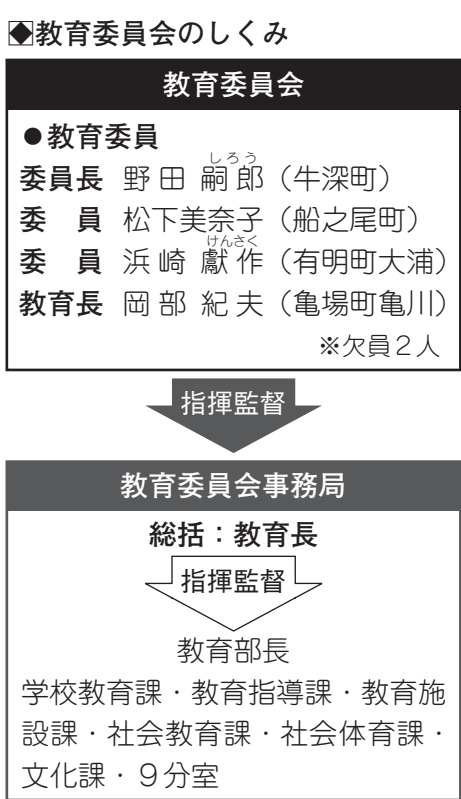 ◆教育委員会のしくみ
教育委員会
●教育委員
委員長 野田 嗣郎（牛深町）
しろう
委　員 松下美奈子（船之尾町）
委　員 浜崎 獻作（有明町大浦）
けんさく
教育長 岡部 紀夫（亀場町亀川）
※欠員２人
指揮監督
教育委員会事務局
総括：教育長
指揮監督
教育部長
学校教育課・教育指導課・教育施
設課・社会教育課・社会体育課・
文化課・９分室